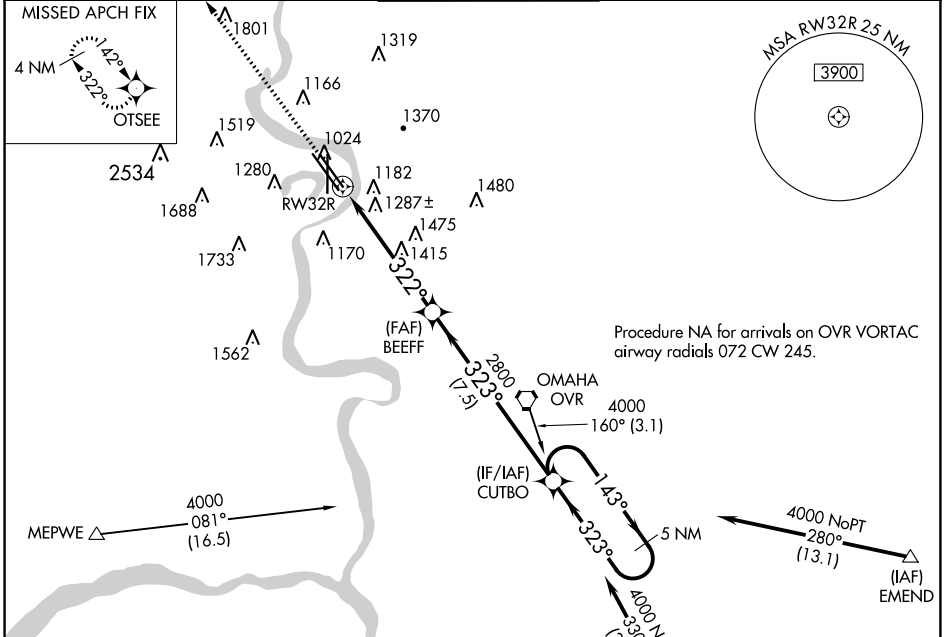 MISSED APCH FIX
4 NM
142°
322°
OTSEE
1801
1319
MSA RW32R 25 NM
3900
1166
1370
1519
1024
2534
1280
1182
1688
RW32R
1287±
1480
1475
1733
1170
1415
322°
(FAF)
BEEFF
1562
Procedure NA for arrivals on OVR VORTAC
airway radials 072 CW 245.
2800
323°
(7.5)
OMAHA
OVR
4000
160° (3.1)
(IF/IAF)
CUTBO
143°
323°
5 NM
MEPWE
4000
081°
(16.5)
4000 NoPT
280°
(13.1)
(IAF)
EMEND
4000 N
330